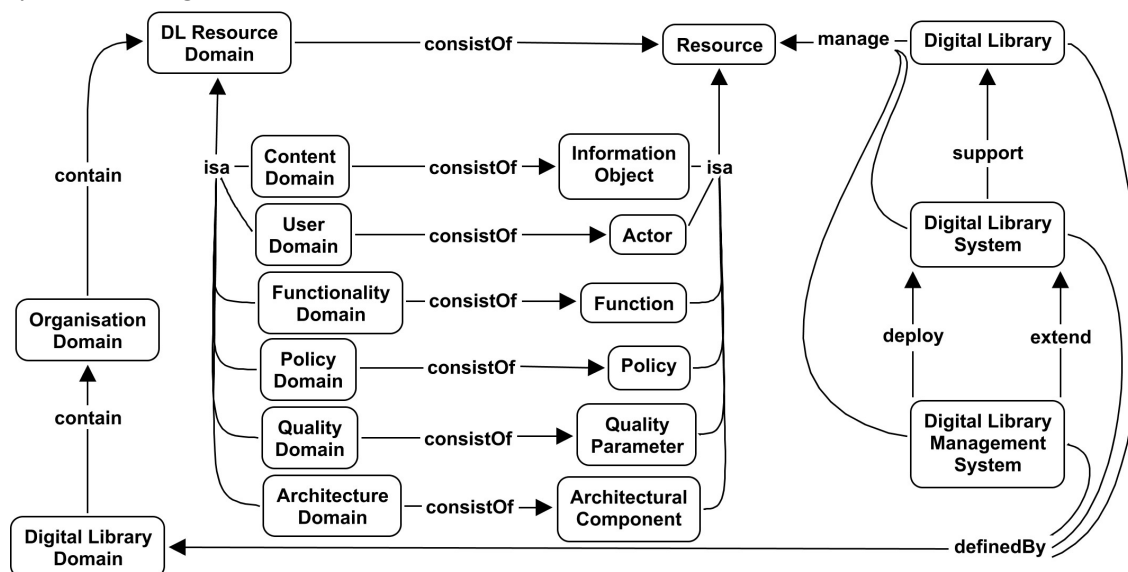 DL Resource
Domain
consistOf
Resource
manage
Digital Library
contain
isa
Content
Domain
consistOf
Information
Object
isa
support
User
Domain
consistOf
Actor
Digital Library
System
Functionality
Domain
consistOf
Function
Organisation
Domain
deploy
extend
Policy
Domain
consistOf
Policy
contain
Quality
Domain
consistOf
Quality
Parameter
Digital Library
Management
System
Architecture
Domain
consistOf
Architectural
Component
Digital Library
Domain
definedBy